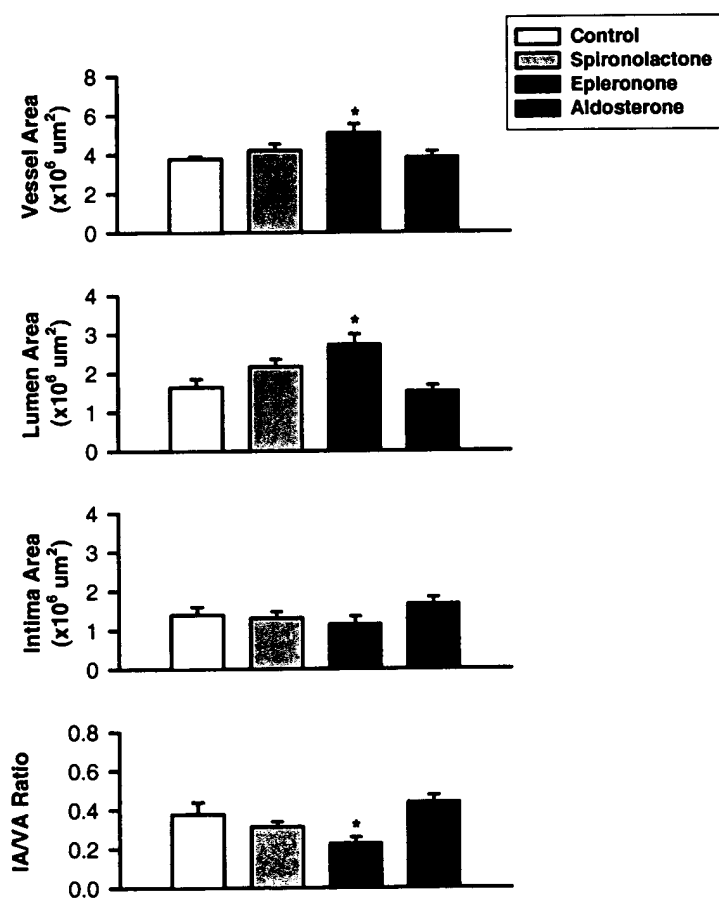 Control
Spironolactone
Epleronone
Aldosterone
Vessel Area
(x10⁶ um²)
8
6
4
2
0
*
Lumen Area
(x10⁶ um²)
4
3
2
1
0
*
Intima Area
(x10⁶ um²)
4
3
2
1
0
IA/VA Ratio
0.8
0.6
0.4
0.2
0.0
*